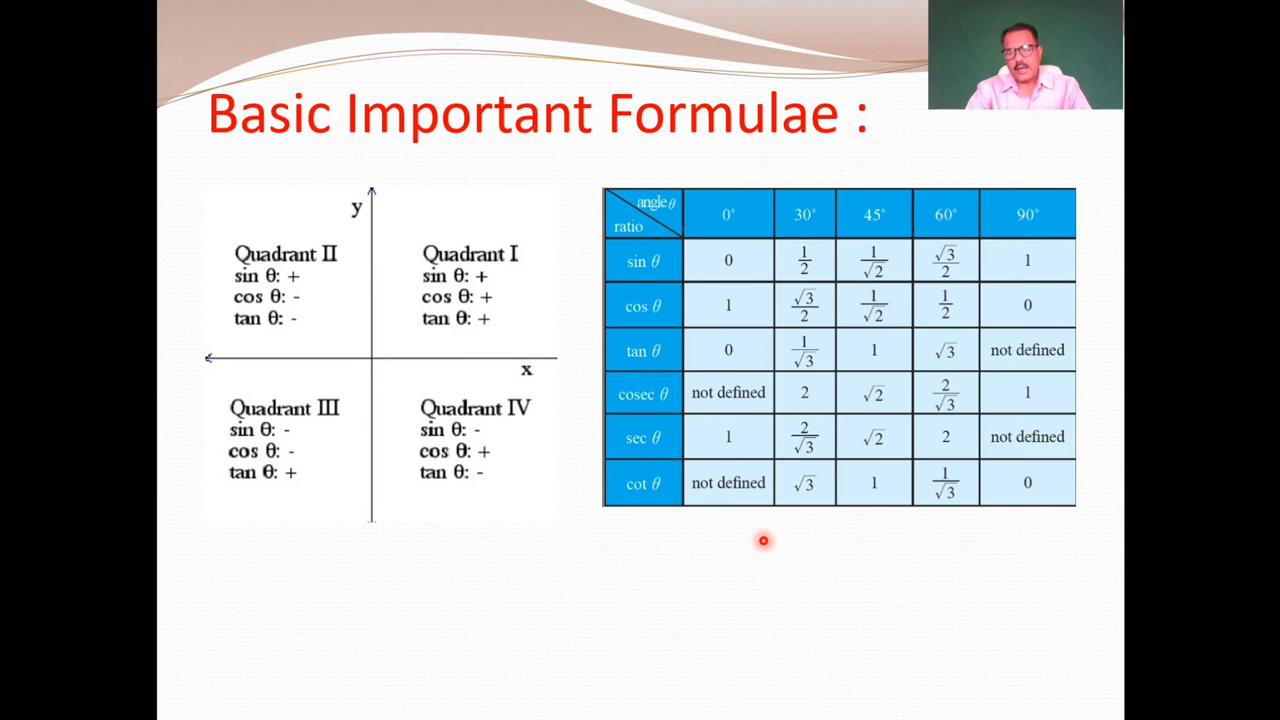 Basic Important Formulae :
y
Quadrant II
sin θ: +
cos θ: -
tan θ: -
Quadrant I
sin θ: +
cos θ: +
tan θ: +
x
Quadrant III
sin θ: -
cos θ: -
tan θ: +
Quadrant IV
sin θ: -
cos θ: +
tan θ: -
angle θ
ratio
0° 30° 45° 60° 90°
sin θ 0 1/2 1/√2 √3/2 1
cos θ 1 √3/2 1/√2 1/2 0
tan θ 0 1/√3 1 √3 not defined
cosec θ not defined 2 √2 2/√3 1
sec θ 1 2/√3 √2 2 not defined
cot θ not defined √3 1 1/√3 0